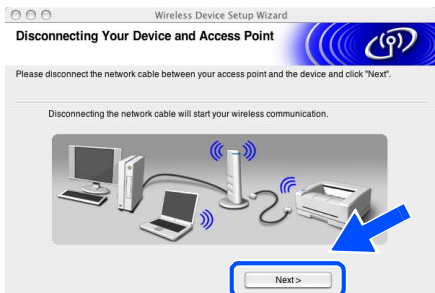 Wireless Device Setup Wizard
Disconnecting Your Device and Access Point
Please disconnect the network cable between your access point and the device and click "Next".
Disconnecting the network cable will start your wireless communication.
Next >